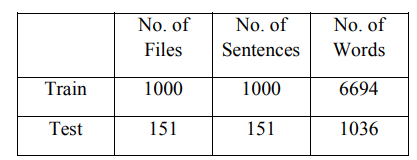 No. of No. of No. of
Files Sentences Words
Train 1000 1000 6694
Test 151 151 1036